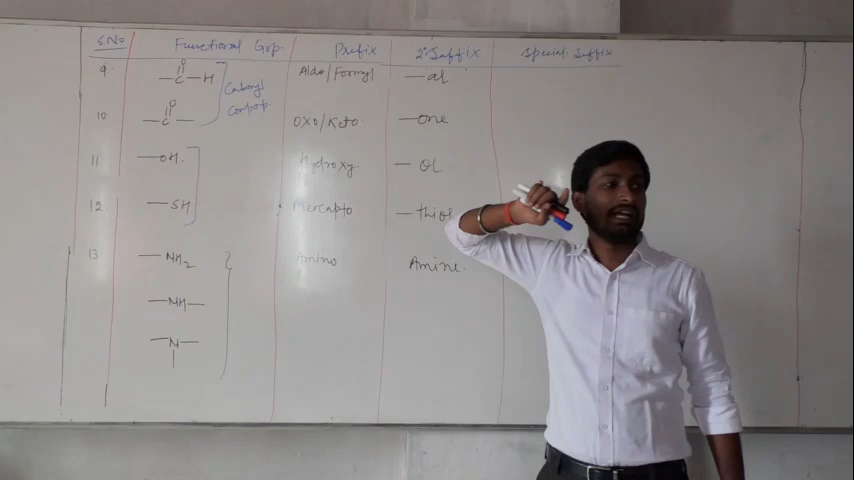 S.No Functional Grp. Prefix 2° Suffix Special Suffix
9. O
—C—H Aldo/Formyl —al
Carbonyl
10. O
—C— Oxo/Keto. —one
11 —OH. Hydroxy. — ol
12 —SH Mercapto — thiol
13 —NH2 Amino Amine.
—NH—
—N—